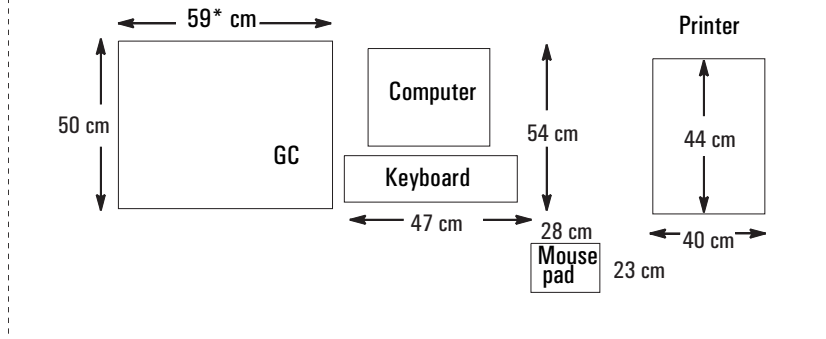 59* cm
Printer
Computer
50 cm
54 cm
44 cm
GC
Keyboard
47 cm
28 cm
40 cm
Mouse
pad
23 cm